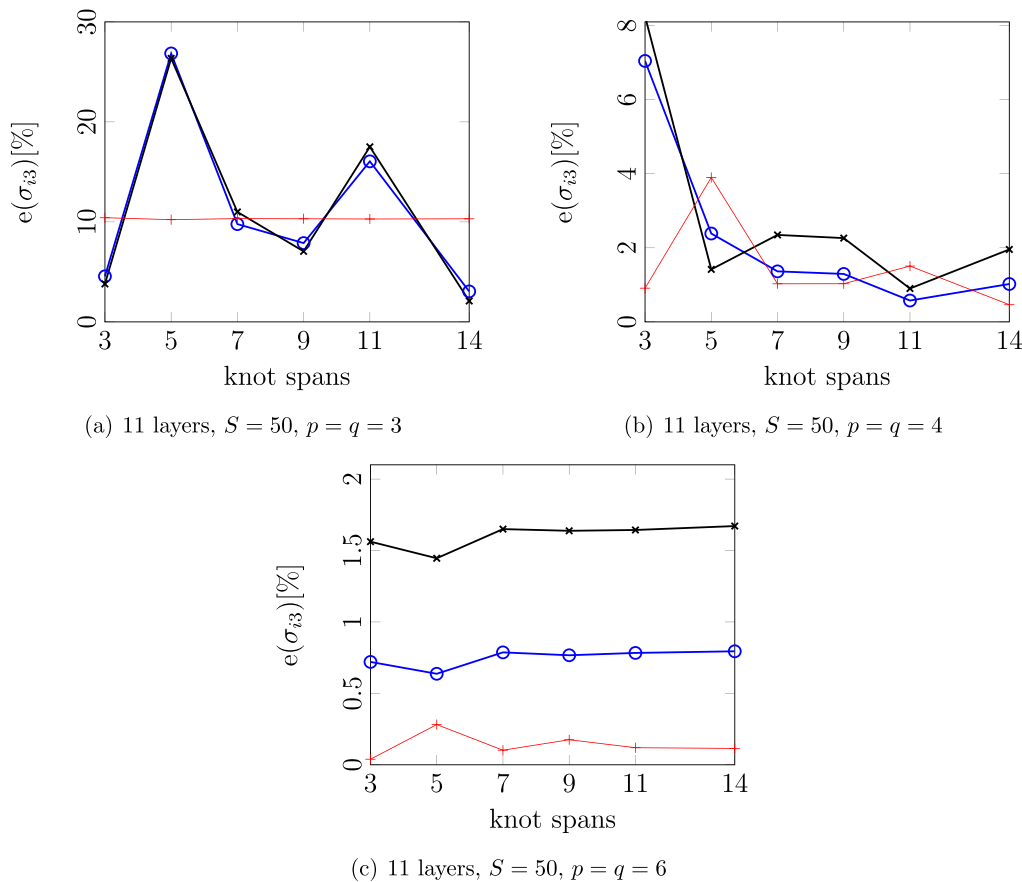 30
20
10
0
e(σ_{i3})[%]
3 5 7 9 11 14
knot spans
(a) 11 layers, S = 50, p = q = 3
8
6
4
2
0
e(σ_{i3})[%]
3 5 7 9 11 14
knot spans
(b) 11 layers, S = 50, p = q = 4
2
1.5
1
0.5
0
e(σ_{i3})[%]
3 5 7 9 11 14
knot spans
(c) 11 layers, S = 50, p = q = 6